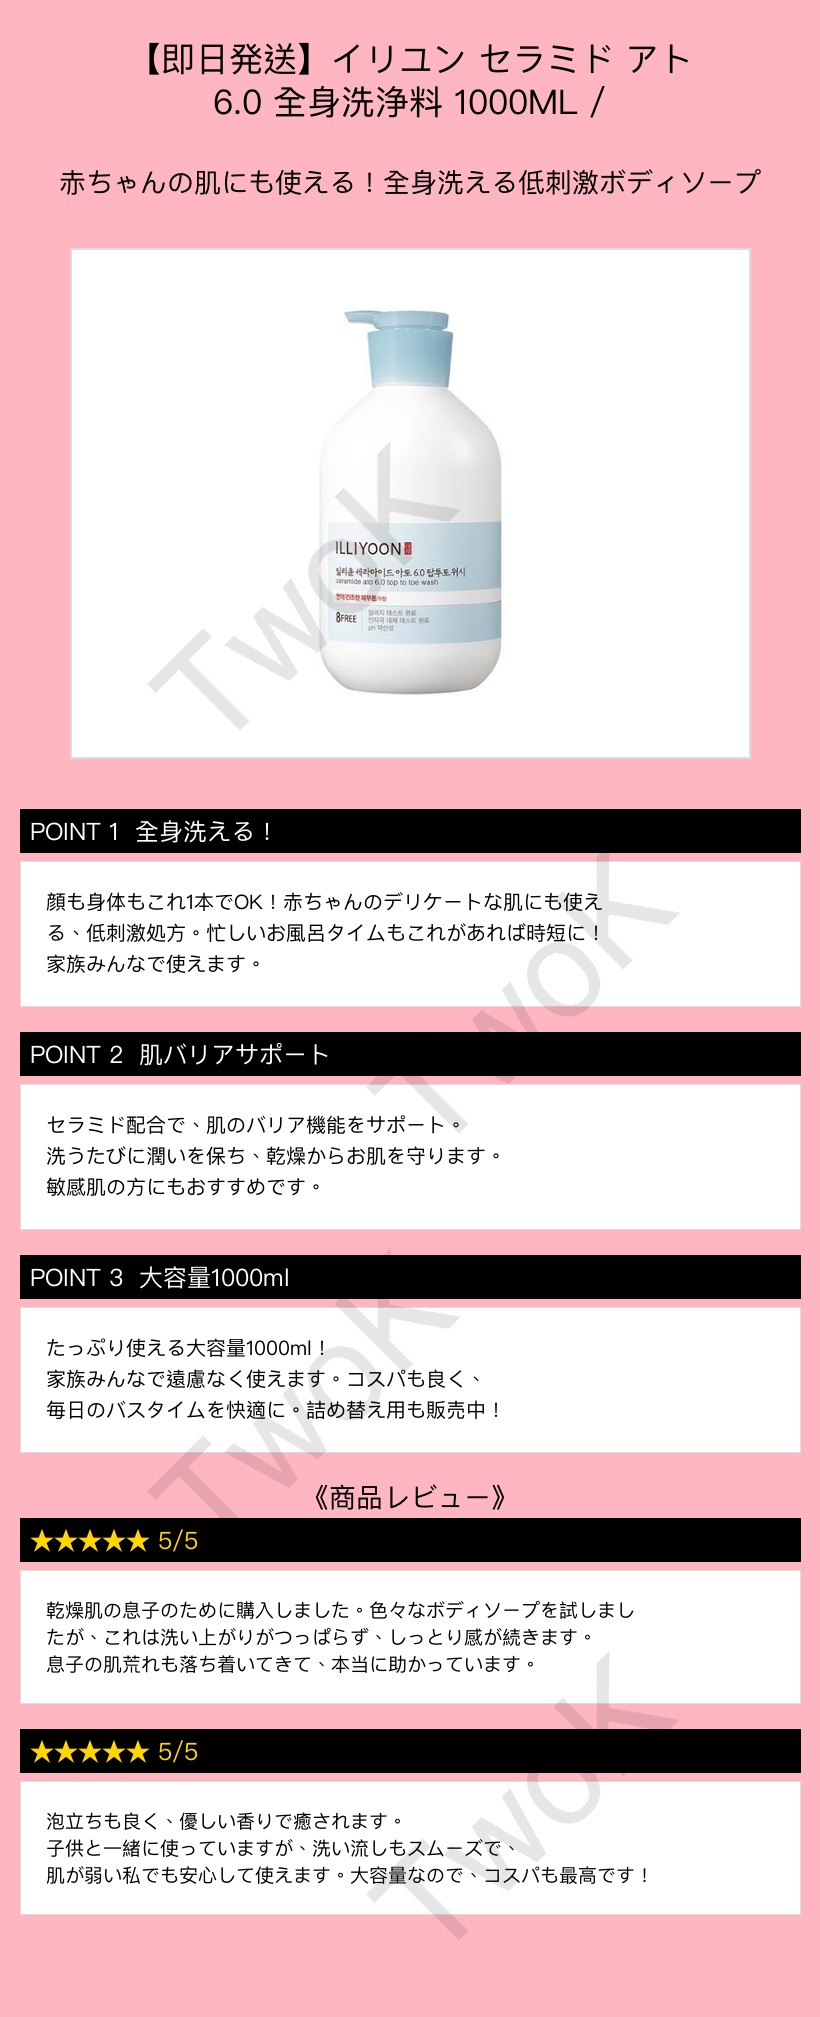 【即日発送】イリユン セラミド アト
6.0 全身洗浄料 1000ML /
赤ちゃんの肌にも使える！全身洗える低刺激ボディソープ
ILLIYOON
일리윤 세라마이드 아토 6.0 탑투토 워시
ceramide ato 6.0 top to toe wash
8FREE
알러지 테스트 완료
안자극 대체 테스트 완료
pH 약산성
TwoK
POINT 1 全身洗える！
顔も身体もこれ1本でOK！赤ちゃんのデリケートな肌にも使え
る、低刺激処方。忙しいお風呂タイムもこれがあれば時短に！
家族みんなで使えます。
TwoK
POINT 2 肌バリアサポート
セラミド配合で、肌のバリア機能をサポート。
洗うたびに潤いを保ち、乾燥からお肌を守ります。
敏感肌の方にもおすすめです。
POINT 3 大容量1000ml
たっぷり使える大容量1000ml！
家族みんなで遠慮なく使えます。コスパも良く、
毎日のバスタイムを快適に。詰め替え用も販売中！
TwoK
《商品レビュー》
★★★★★ 5/5
乾燥肌の息子のために購入しました。色々なボディソープを試しまし
たが、これは洗い上がりがつっぱらず、しっとり感が続きます。
息子の肌荒れも落ち着いてきて、本当に助かっています。
★★★★★ 5/5
泡立ちも良く、優しい香りで癒されます。
子供と一緒に使っていますが、洗い流しもスムーズで、
肌が弱い私でも安心して使えます。大容量なので、コスパも最高です！
TwoK